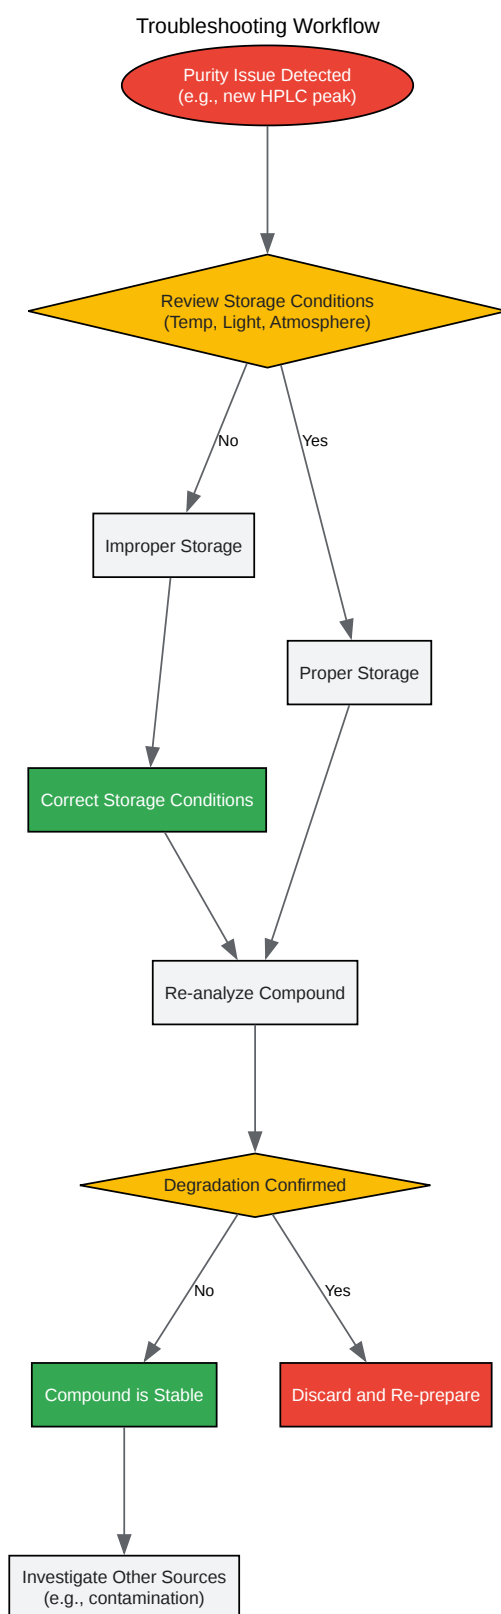 Troubleshooting Workflow
Purity Issue Detected
(e.g., new HPLC peak)
Review Storage Conditions
(Temp, Light, Atmosphere)
No
Yes
Improper Storage
Proper Storage
Correct Storage Conditions
Re-analyze Compound
Degradation Confirmed
No
Yes
Compound is Stable
Discard and Re-prepare
Investigate Other Sources
(e.g., contamination)